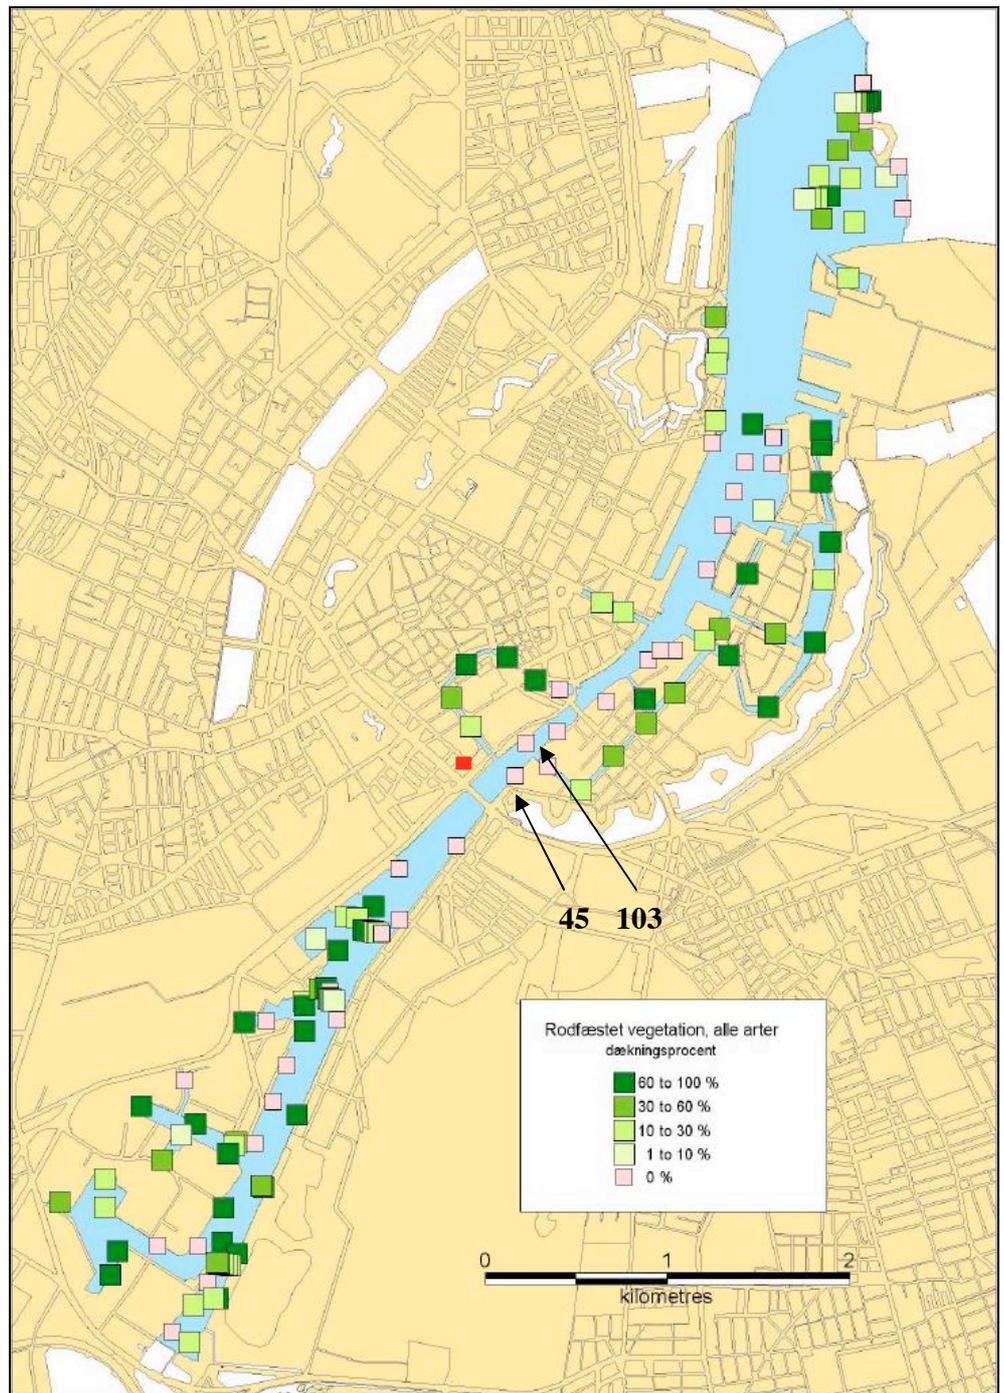 45 103
Rodfæstet vegetation, alle arter
dækningsprocent
60 to 100 %
30 to 60 %
10 to 30 %
1 to 10 %
0 %
0 1 2
kilometres